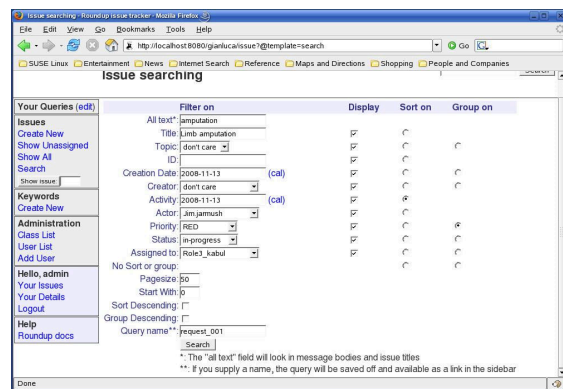 Issue searching - Roundup issue tracker - Mozilla Firefox
File Edit View Go Bookmarks Tools Help
http://localhost:8080/gianluca/issue?@template=search Go
SUSE Linux Entertainment News Internet Search Reference Maps and Directions Shopping People and Companies
Issue searching Search
Your Queries (edit)
Issues
Create New
Show Unassigned
Show All
Search
Show issue:
Keywords
Create New
Administration
Class List
User List
Add User
Hello, admin
Your Issues
Your Details
Logout
Help
Roundup docs
Filter on Display Sort on Group on
All text*: amputation
Title: Limb amputation
Topic: don't care
ID:
Creation Date: 2008-11-13 (cal)
Creator: don't care
Activity: 2008-11-13 (cal)
Actor: Jim.jarmush
Priority: RED
Status: in-progress
Assigned to: Role3_kabul
No Sort or group:
Pagesize: 50
Start With: 0
Sort Descending:
Group Descending:
Query name**: request_001
Search
*: The "all text" field will look in message bodies and issue titles
**: If you supply a name, the query will be saved off and available as a link in the sidebar
Done